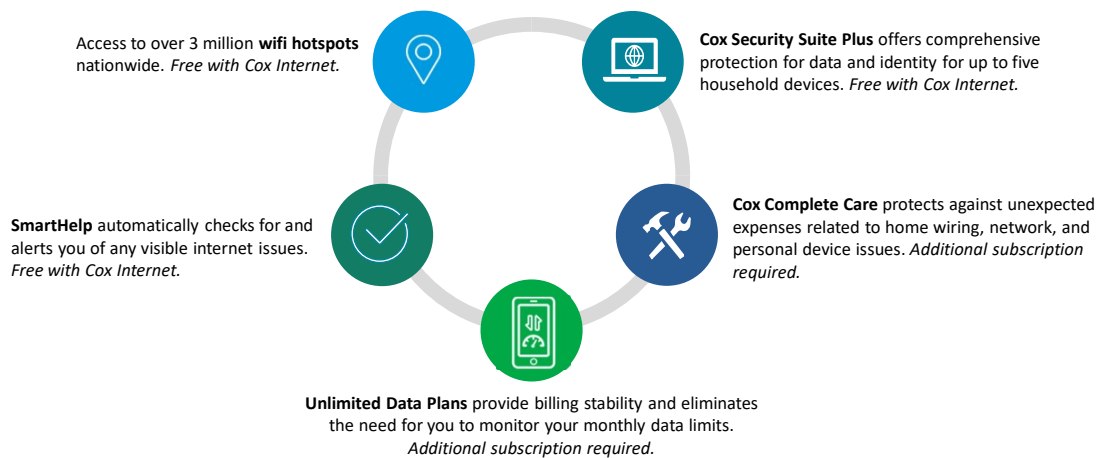 Access to over 3 million wifi hotspots
nationwide. Free with Cox Internet.
Cox Security Suite Plus offers comprehensive
protection for data and identity for up to five
household devices. Free with Cox Internet.
SmartHelp automatically checks for and
alerts you of any visible internet issues.
Free with Cox Internet.
Cox Complete Care protects against unexpected
expenses related to home wiring, network, and
personal device issues. Additional subscription
required.
Unlimited Data Plans provide billing stability and eliminates
the need for you to monitor your monthly data limits.
Additional subscription required.